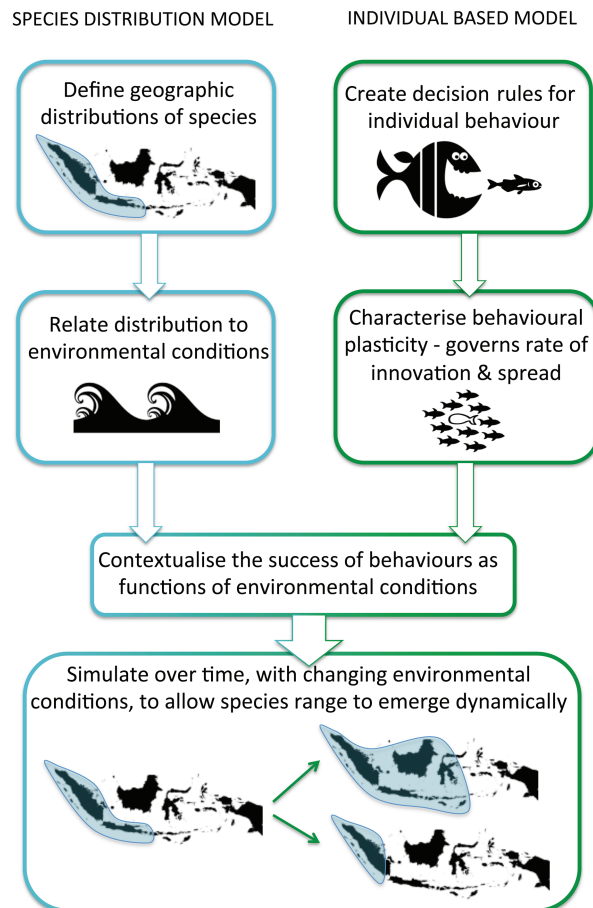 SPECIES DISTRIBUTION MODEL
INDIVIDUAL BASED MODEL
Define geographic
distributions of species
Create decision rules for
individual behaviour
Relate distribution to
environmental conditions
Characterise behavioural
plasticity - governs rate of
innovation & spread
Contextualise the success of behaviours as
functions of environmental conditions
Simulate over time, with changing environmental
conditions, to allow species range to emerge dynamically